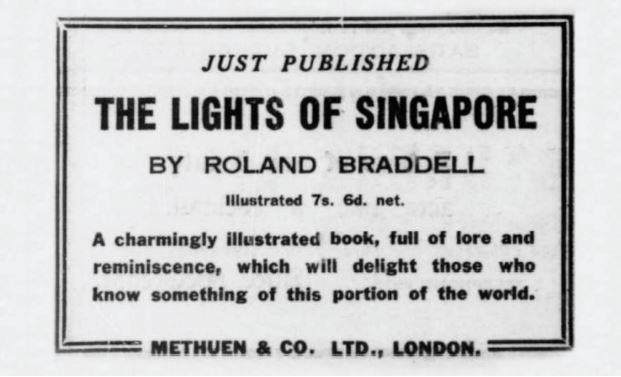 JUST PUBLISHED
THE LIGHTS OF SINGAPORE
BY ROLAND BRADDELL
Illustrated 7s. 6d. net.
A charmingly illustrated book, full of lore and
reminiscence, which will delight those who
know something of this portion of the world.
METHUEN & CO. LTD., LONDON.